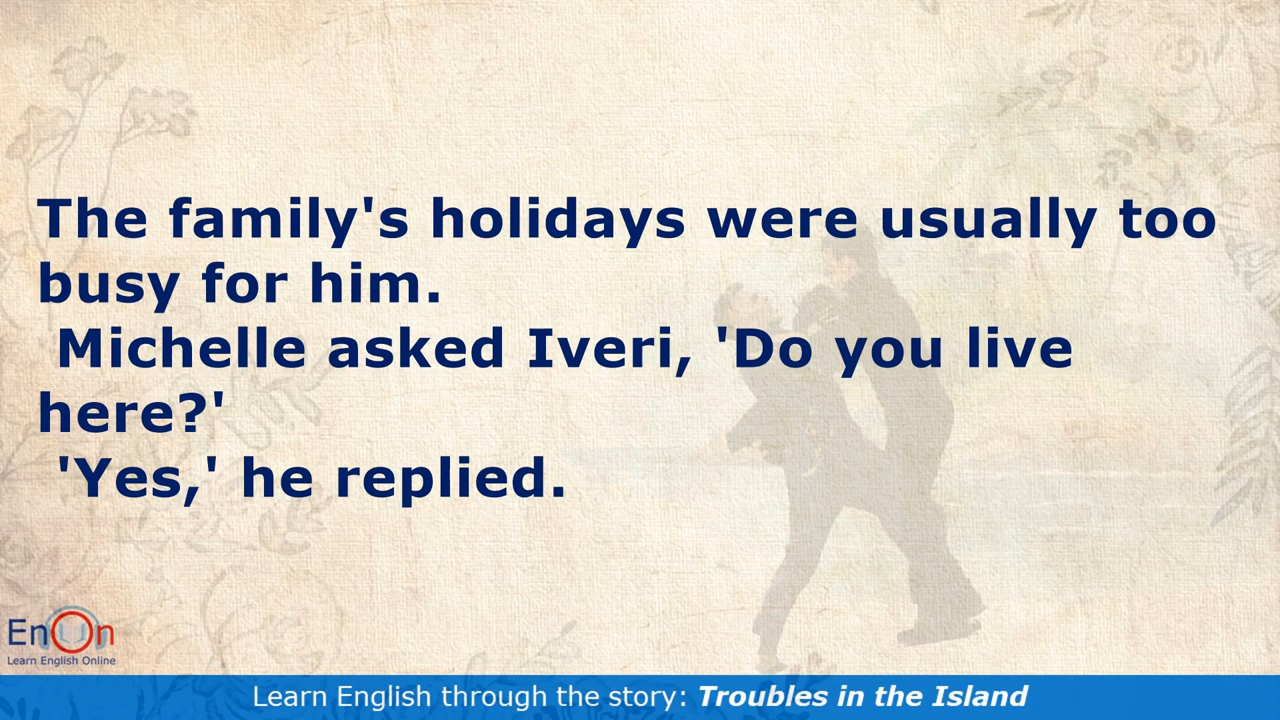 The family's holidays were usually too
busy for him.
Michelle asked Iveri, 'Do you live
here?'
'Yes,' he replied.
EnOn
Learn English Online
Learn English through the story: Troubles in the Island